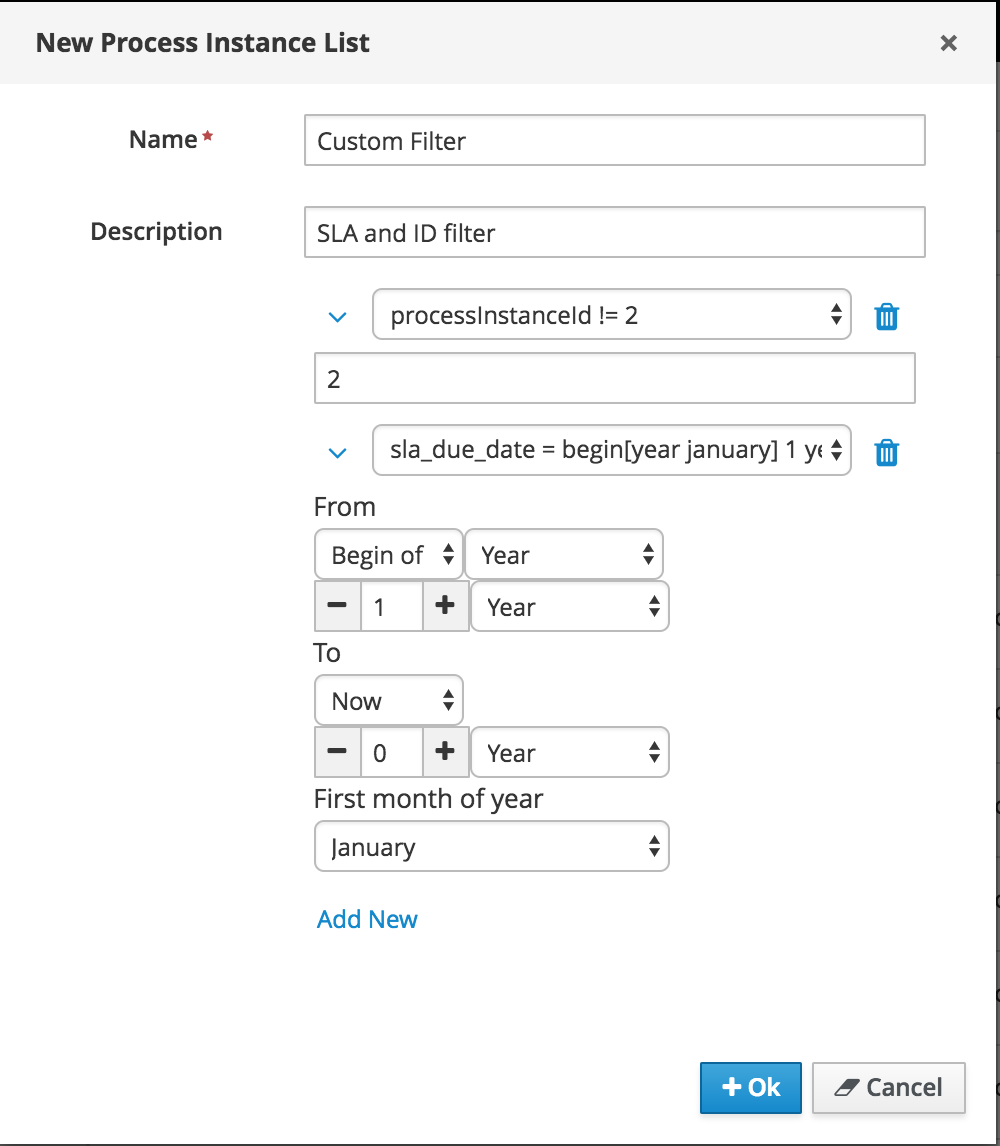 New Process Instance List
Name*
Custom Filter
Description
SLA and ID filter
processInstanceId != 2
2
sla_due_date = begin[year january] 1 ye
From
Begin of Year
1 Year
To
Now
0 Year
First month of year
January
Add New
Ok Cancel